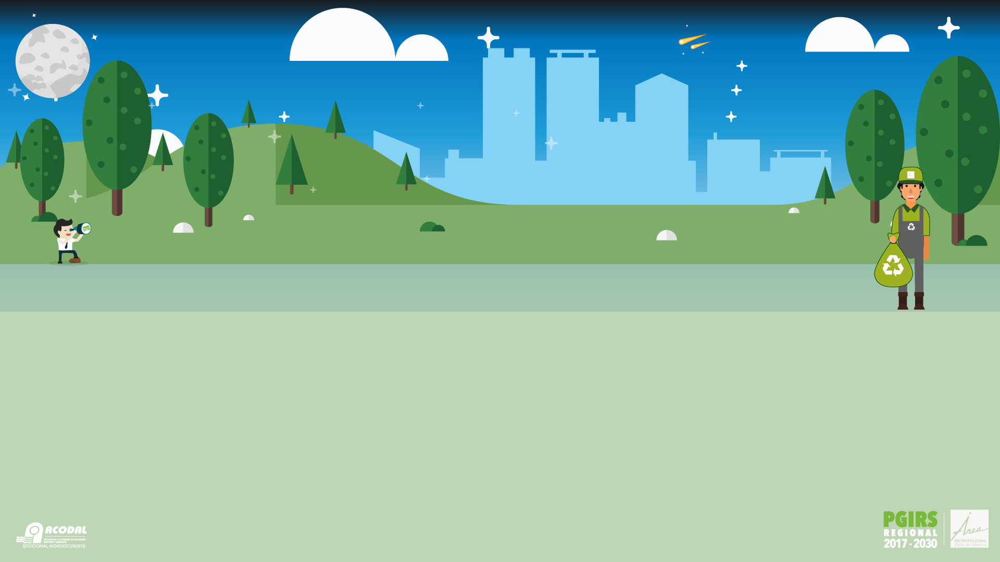 ACODAL
SECCIONAL NOROCCIDENTE
PGIRS
REGIONAL
2017 - 2030
Área
METROPOLITANA
Valle de Aburrá